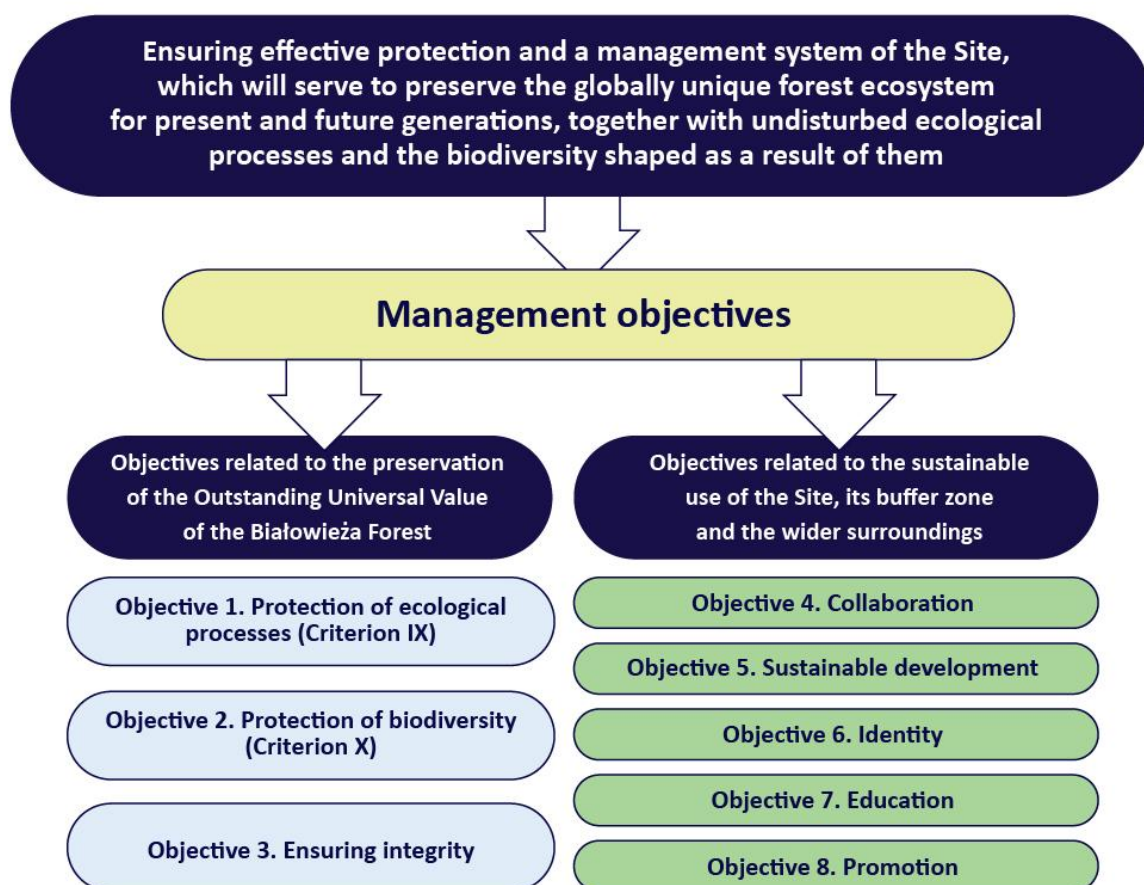 Ensuring effective protection and a management system of the Site,
which will serve to preserve the globally unique forest ecosystem
for present and future generations, together with undisturbed ecological
processes and the biodiversity shaped as a result of them
Management objectives
Objectives related to the preservation
of the Outstanding Universal Value
of the Białowieża Forest
Objective 1. Protection of ecological
processes (Criterion IX)
Objective 2. Protection of biodiversity
(Criterion X)
Objective 3. Ensuring integrity
Objectives related to the sustainable
use of the Site, its buffer zone
and the wider surroundings
Objective 4. Collaboration
Objective 5. Sustainable development
Objective 6. Identity
Objective 7. Education
Objective 8. Promotion